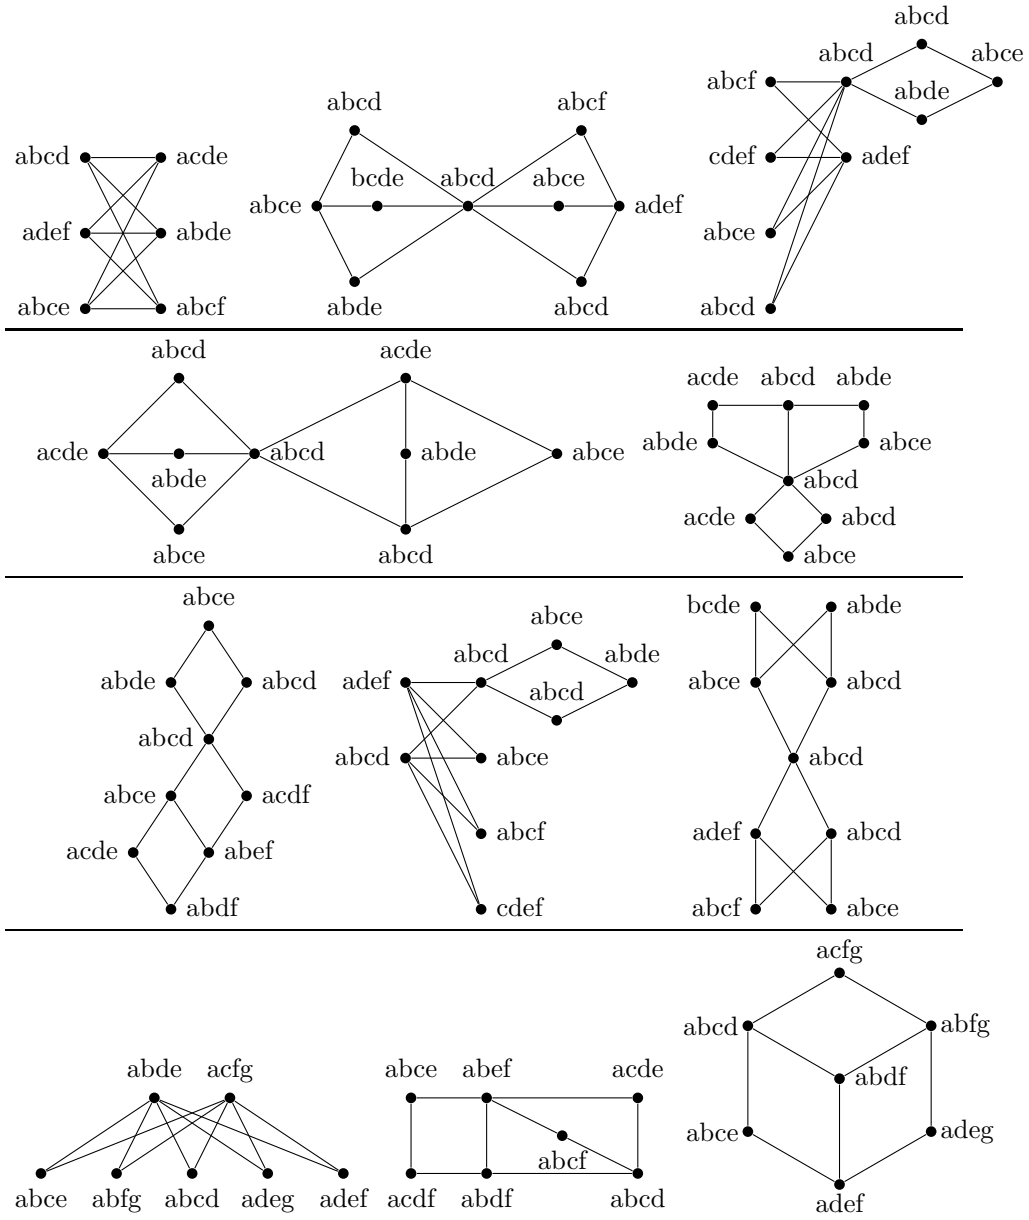 abcd
abcd abce
abcf abde
abcd abcf
cdef adef
abcd acde
bcde abcd abce
adef abde
abce adef
abce
abce abcf
abde abcd
abcd
abcd acde
acde abcd abde
acde abcd abde abce
abde abce
abde
abcd
acde abcd
abce abcd
abce
abce
bcde abde
abce
abcd abde
abde abcd
adef
abce abcd
abcd
abcd
abcd abce
abcd
abce acdf
adef abcd
abcf
acde abef
abdf
cdef
abcf abce
acfg
abcd abfg
abde acfg
abce abef acde
abdf
abce adeg
abcf
abce abfg abcd adeg adef
acdf abdf abcd
adef